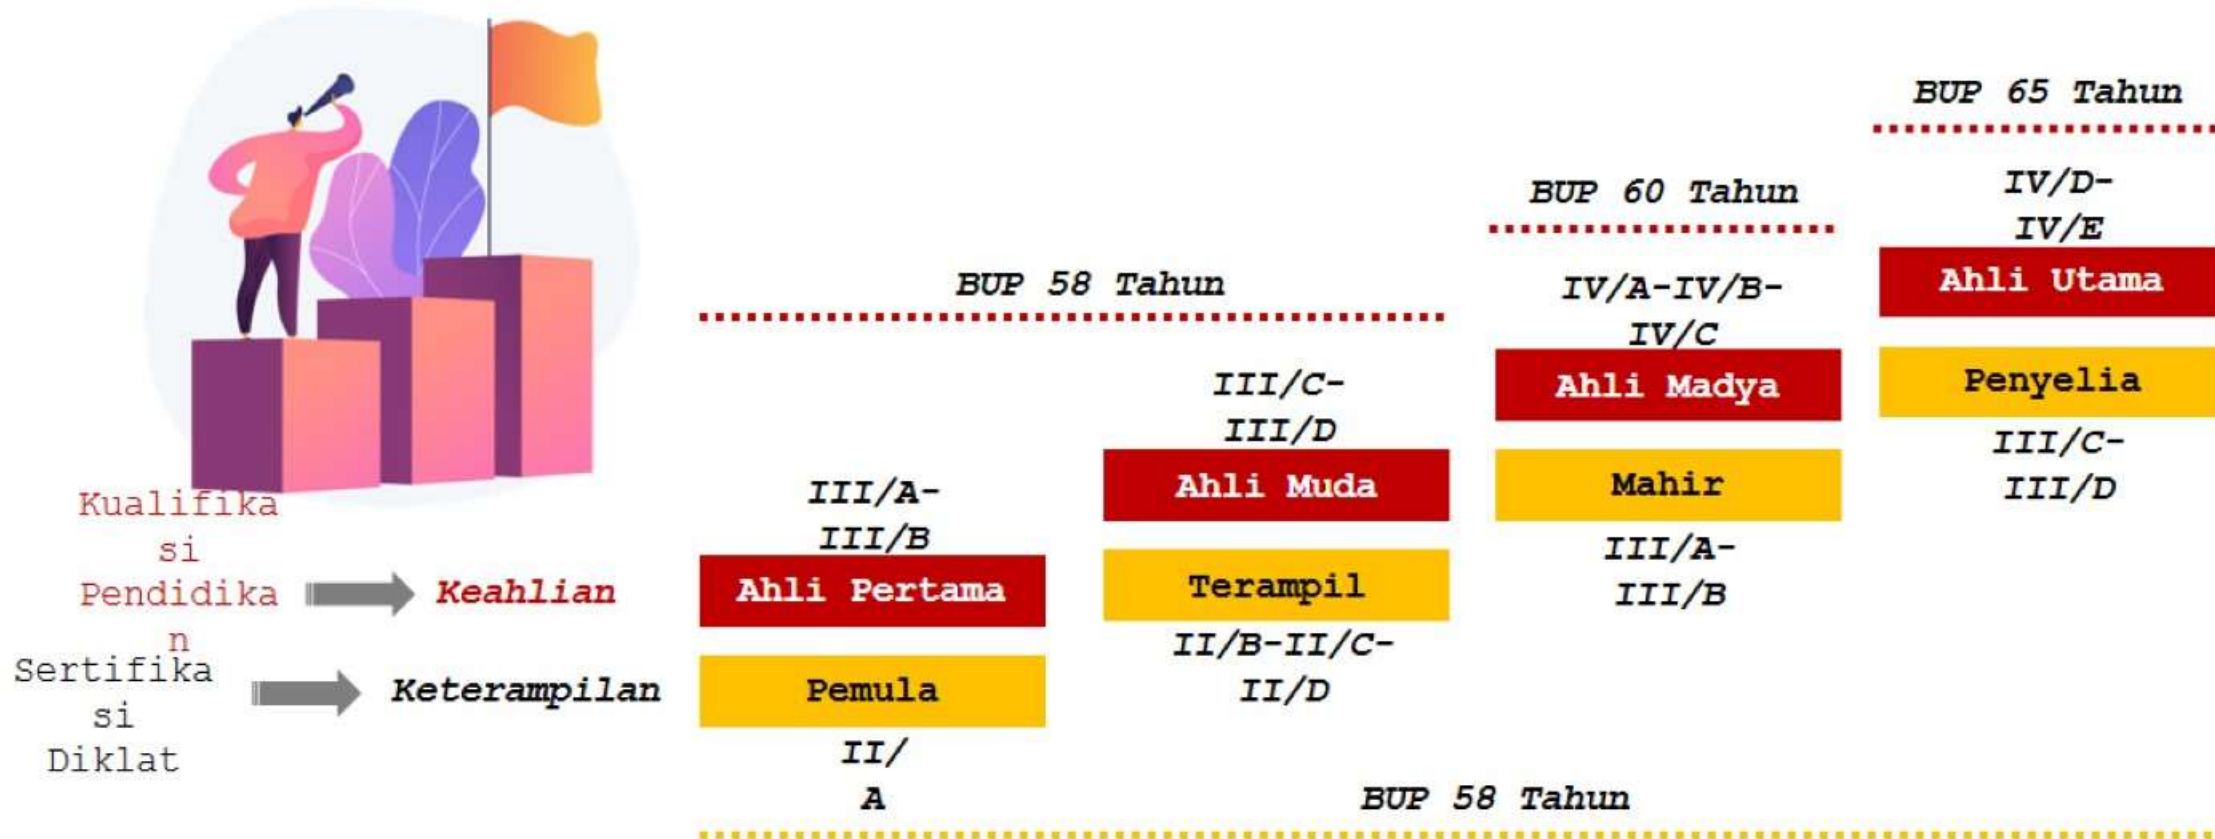 BUP 65 Tahun
IV/D-
IV/E
Ahli Utama
Penyelia
III/C-
III/D
BUP 60 Tahun
IV/A-IV/B-
IV/C
Ahli Madya
Mahir
III/A-
III/B
BUP 58 Tahun
III/C-
III/D
Ahli Muda
Terampil
II/B-II/C-
II/D
III/A-
III/B
Ahli Pertama
Pemula
II/
A
Kualifika
si
Pendidika
n
Keahlian
Sertifika
si
Diklat
Keterampilan
BUP 58 Tahun